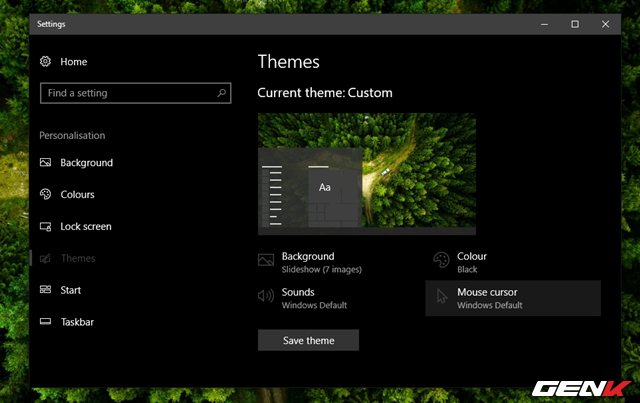 Settings
Home
Find a setting
Personalisation
Background
Colours
Lock screen
Themes
Start
Taskbar
Themes
Current theme: Custom
Aa
Background
Slideshow (7 images)
Colour
Black
Sounds
Windows Default
Mouse cursor
Windows Default
Save theme
GENK